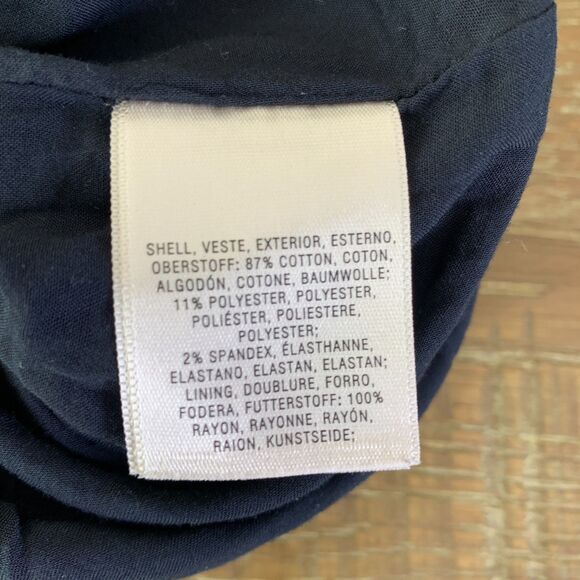 SHELL, VESTE, EXTERIOR, ESTERNO,
OBERSTOFF: 87% COTTON, COTON,
ALGODÓN, COTONE, BAUMWOLLE;
11% POLYESTER, POLYESTER,
POLIÉSTER, POLIESTERE,
POLYESTER;
2% SPANDEX, ÉLASTHANNE,
ELASTANO, ELASTAN, ELASTAN;
LINING, DOUBLURE, FORRO,
FODERA, FUTTERSTOFF: 100%
RAYON, RAYONNE, RAYÓN,
RAION, KUNSTSEIDE;